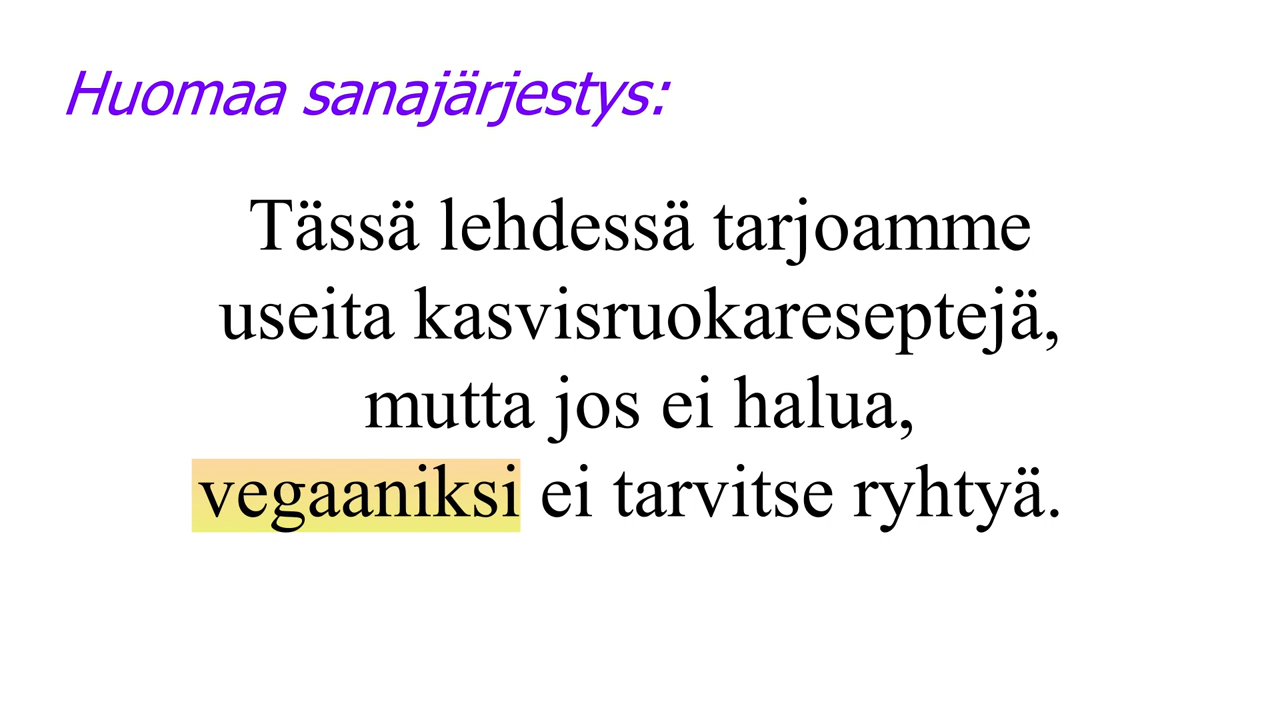 Huomaa sanajärjestys:
Tässä lehdessä tarjoamme
useita kasvisruokareseptejä,
mutta jos ei halua,
vegaaniksi ei tarvitse ryhtyä.